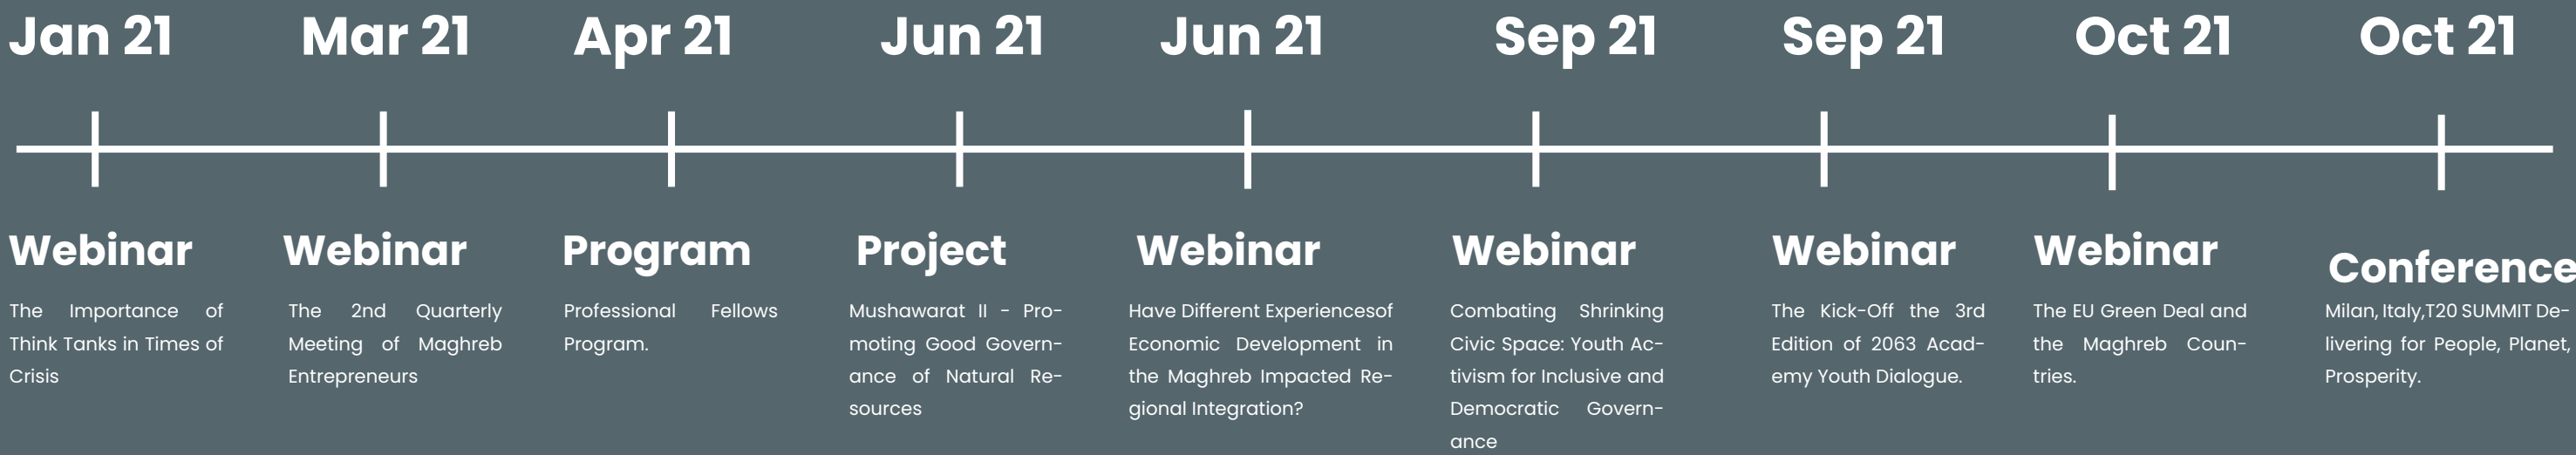 Jan 21
Mar 21
Apr 21
Jun 21
Jun 21
Sep 21
Sep 21
Oct 21
Oct 21
Webinar
The Importance of
Think Tanks in Times of
Crisis
Webinar
The 2nd Quarterly
Meeting of Maghreb
Entrepreneurs
Program
Professional Fellows
Program.
Project
Mushawarat II - Pro-
moting Good Govern-
ance of Natural Re-
sources
Webinar
Have Different Experiencesof
Economic Development in
the Maghreb Impacted Re-
gional Integration?
Webinar
Combating Shrinking
Civic Space: Youth Ac-
tivism for Inclusive and
Democratic Govern-
ance
Webinar
The Kick-Off the 3rd
Edition of 2063 Acad-
emy Youth Dialogue.
Webinar
The EU Green Deal and
the Maghreb Coun-
tries.
Conference
Milan, Italy,T20 SUMMIT De-
livering for People, Planet,
Prosperity.